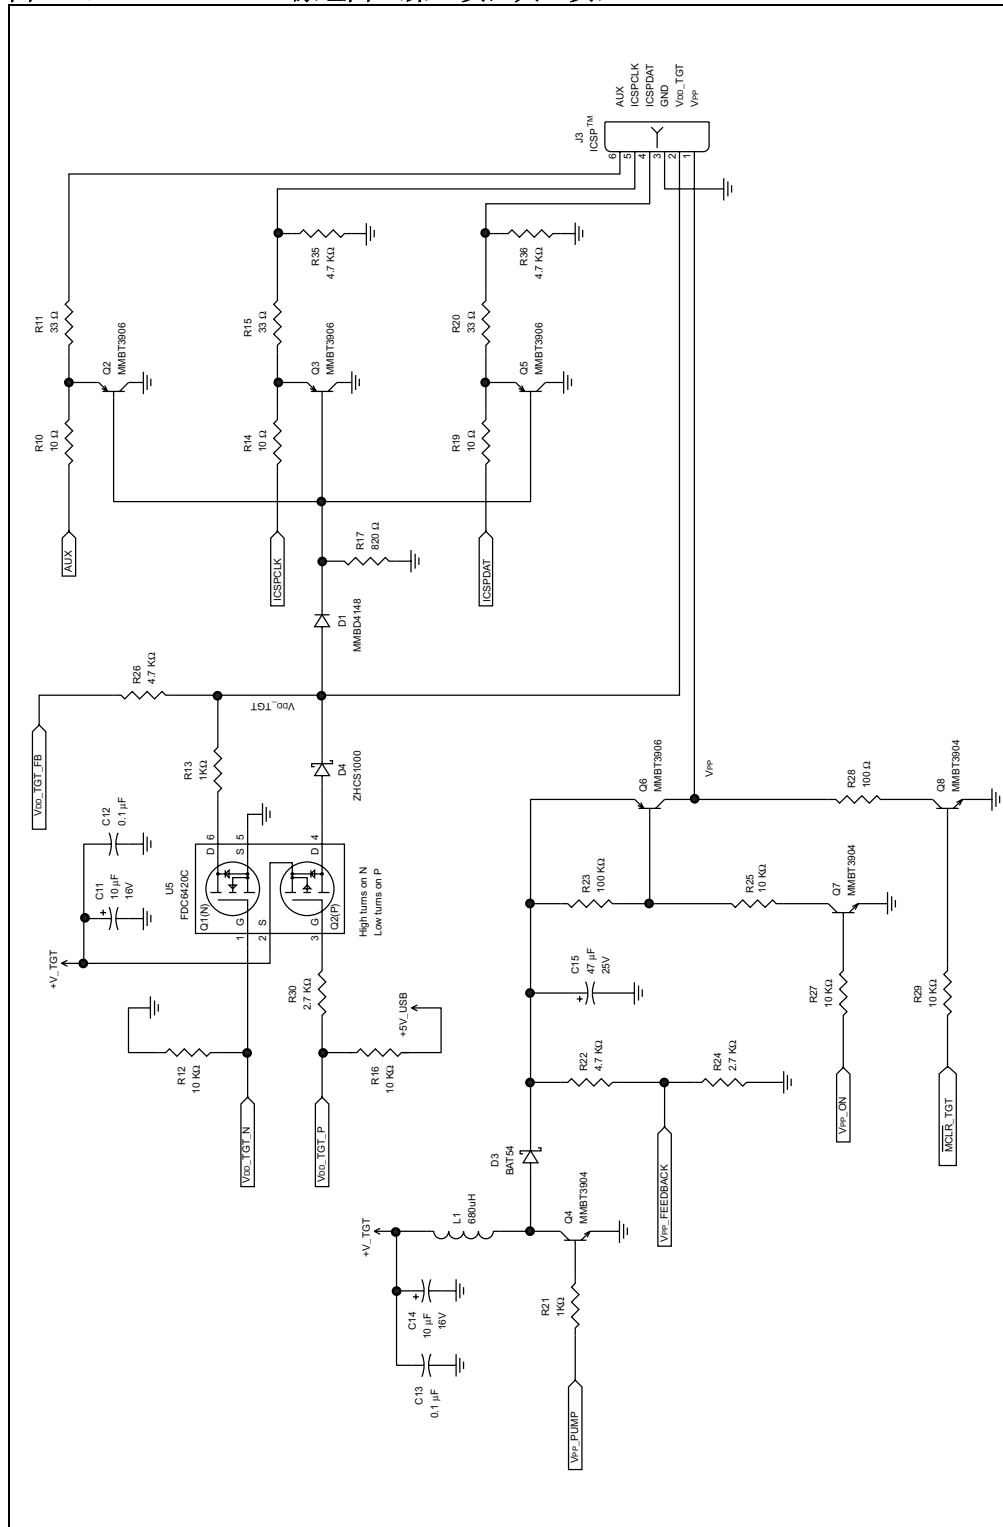 J3
ICSP™
AUX
ICSPCLK
ICSPDAT
GND
VDD_TGT
VPP
6
5
4
3
2
1
R11
33 Ω
R10
10 Ω
Q2
MMBT3906
AUX
R35
4.7 KΩ
R15
33 Ω
R14
10 Ω
Q3
MMBT3906
ICSPCLK
R36
4.7 KΩ
R20
33 Ω
R19
10 Ω
Q5
MMBT3906
ICSPDAT
R17
820 Ω
D1
MMBD4148
R26
4.7 KΩ
VDD_TGT_FB
VDD_TGT
R13
1KΩ
D4
ZHCS1000
C12
0.1 μF
C11
10 μF
16V
+V_TGT
U5
FDC6420C
Q1(N)
Q2(P)
D
6
S
5
D
4
G
1
S
2
G
3
High turns on N
Low turns on P
R30
2.7 KΩ
R12
10 KΩ
R16
10 KΩ
+5V_USB
VDD_TGT_N
VDD_TGT_P
Q6
MMBT3906
VPP
R28
100 Ω
Q8
MMBT3904
R23
100 KΩ
R25
10 KΩ
Q7
MMBT3904
C15
47 μF
25V
R27
10 KΩ
R29
10 KΩ
VPP_ON
MCLR_TGT
R22
4.7 KΩ
R24
2.7 KΩ
VPP_FEEDBACK
D3
BAT54
+V_TGT
L1
680uH
Q4
MMBT3904
C14
10 μF
16V
C13
0.1 μF
R21
1KΩ
VPP_PUMP